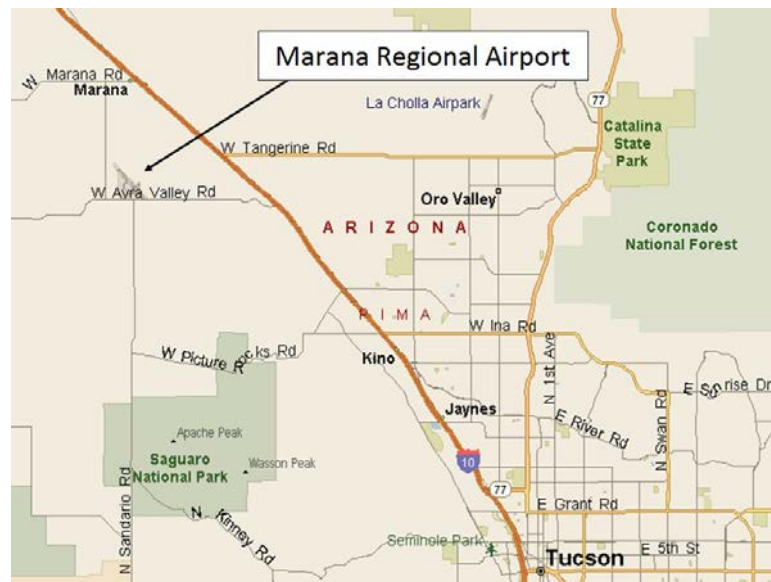 Marana Regional Airport
W Marana Rd
Marana
La Cholla Airpark
77
Catalina
State
Park
W Tangerine Rd
W Avra Valley Rd
Oro Valley
ARIZONA
Coronado
National Forest
PIMA
W Ina Rd
W Picture Rocks Rd
Kino
N 1st Ave
E Sunrise Dr
Jaynes
E River Rd
N Swan Rd
Apache Peak
Wasson Peak
Saguaro
National Park
10
77
E Grant Rd
N Sandario Rd
N Kinney Rd
Seminole Park
E 5th St
Tucson